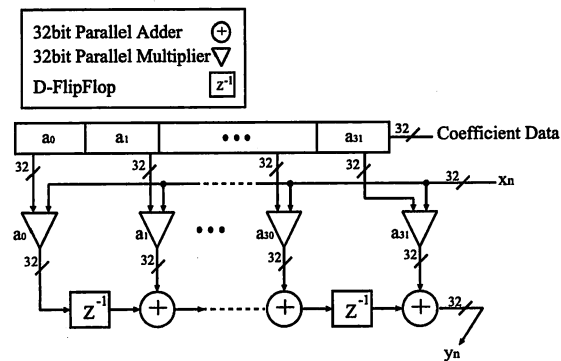 32bit Parallel Adder +
32bit Parallel Multiplier
D-FlipFlop z-1
a0 a1 ••• a31 32 Coefficient Data
32 32 32 32
32 xn
a0 a1 ••• a30 a31
32 32 32 32
z-1 + + z-1 + 32
yn